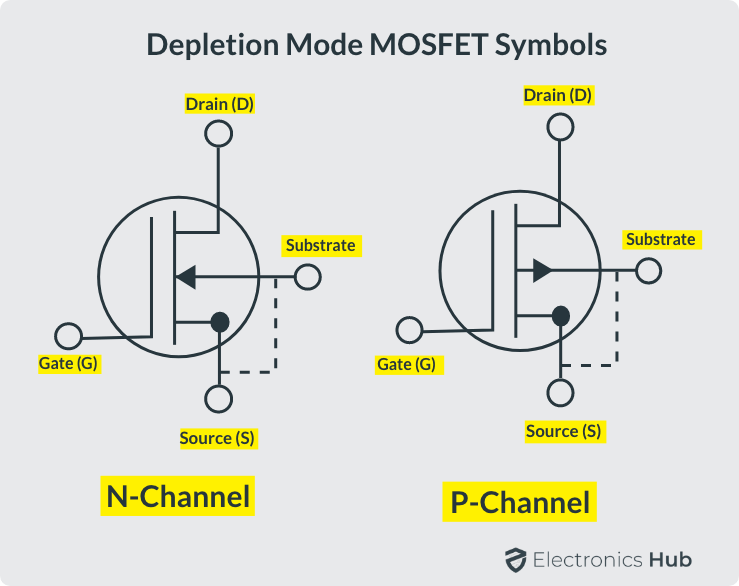 Depletion Mode MOSFET Symbols
Drain (D)
Substrate
Gate (G)
Source (S)
N-Channel
Drain (D)
Substrate
Gate (G)
Source (S)
P-Channel
Electronics Hub